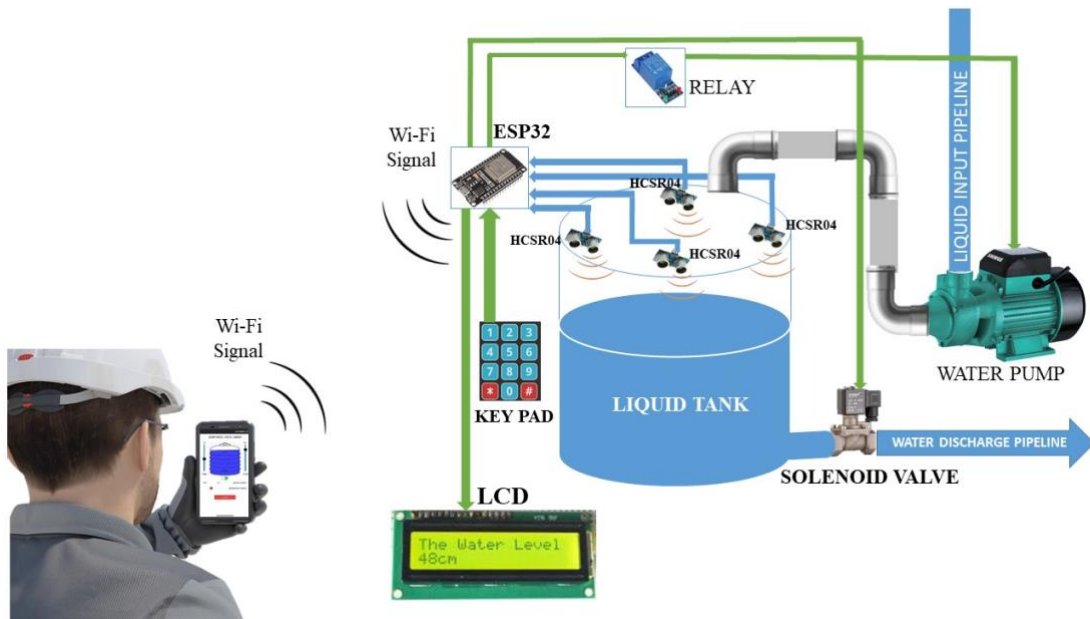 RELAY
ESP32
Wi-Fi
Signal
HCSR04
HCSR04
HCSR04
HCSR04
LIQUID INPUT PIPELINE
Wi-Fi
Signal
1 2 3
4 5 6
7 8 9
* 0 #
KEY PAD
LIQUID TANK
WATER PUMP
WATER DISCHARGE PIPELINE
SOLENOID VALVE
LCD
The Water Level
48cm